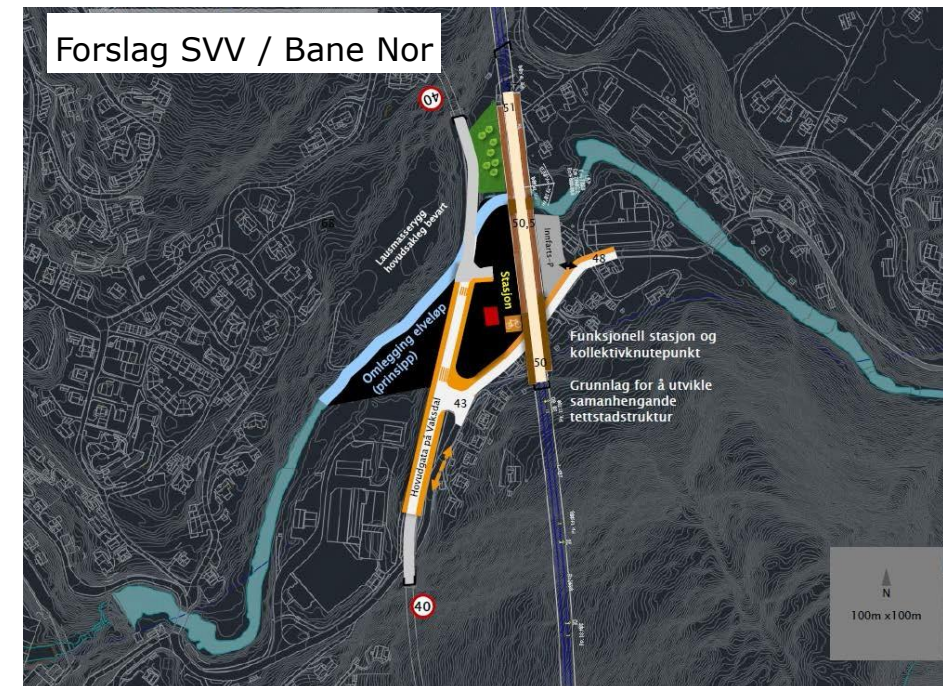 Forslag SVV / Bane Nor
40
51
68
Lausmasserygg
hovudsakleg bevart
50,5
Innfarts-P
48
Stasjon
Omlegging elveløp
(prinsipp)
Funksjonell stasjon og
kollektivknutepunkt
50
Grunnlag for å utvikle
samanhengande
tettstadstruktur
43
Hovudgata på Vaksdal
N
100m x100m
40